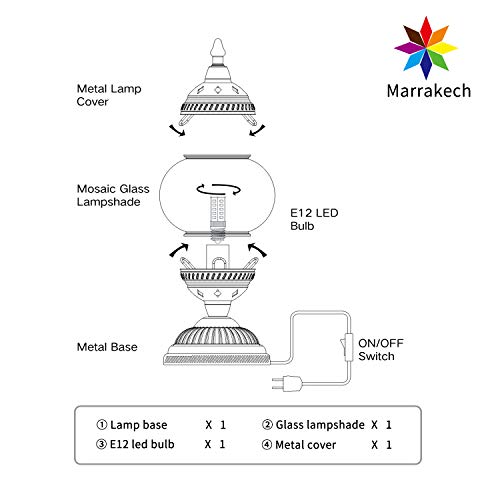 Marrakech
Metal Lamp
Cover
Mosaic Glass
Lampshade
E12 LED
Bulb
Metal Base
ON/OFF
Switch
① Lamp base X 1 ② Glass lampshade X 1
③ E12 led bulb X 1 ④ Metal cover X 1